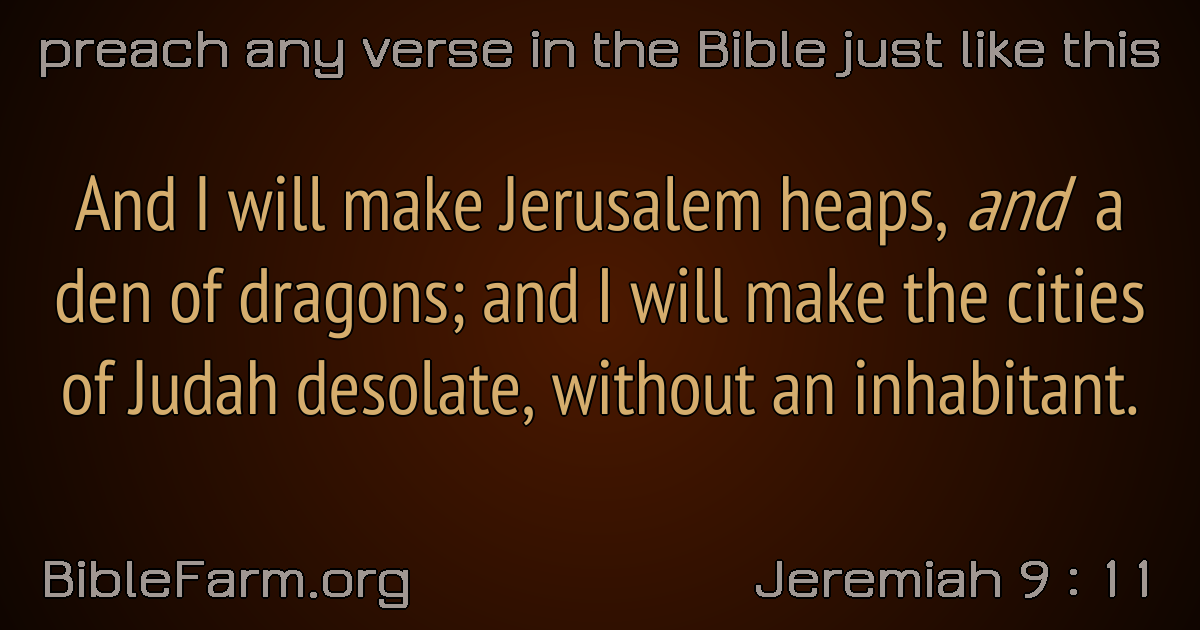 preach any verse in the Bible just like this
And I will make Jerusalem heaps, and a
den of dragons; and I will make the cities
of Judah desolate, without an inhabitant.
BibleFarm.org
Jeremiah 9 : 11